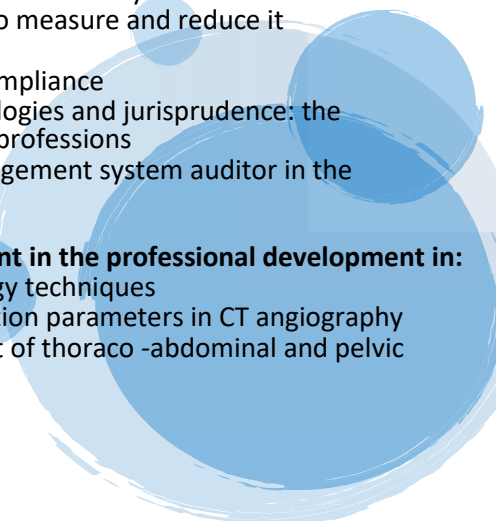 o measure and reduce it
mpliance
logies and jurisprudence: the
professions
gement system auditor in the
nt in the professional development in:
gy techniques
tion parameters in CT angiography
t of thoraco -abdominal and pelvic